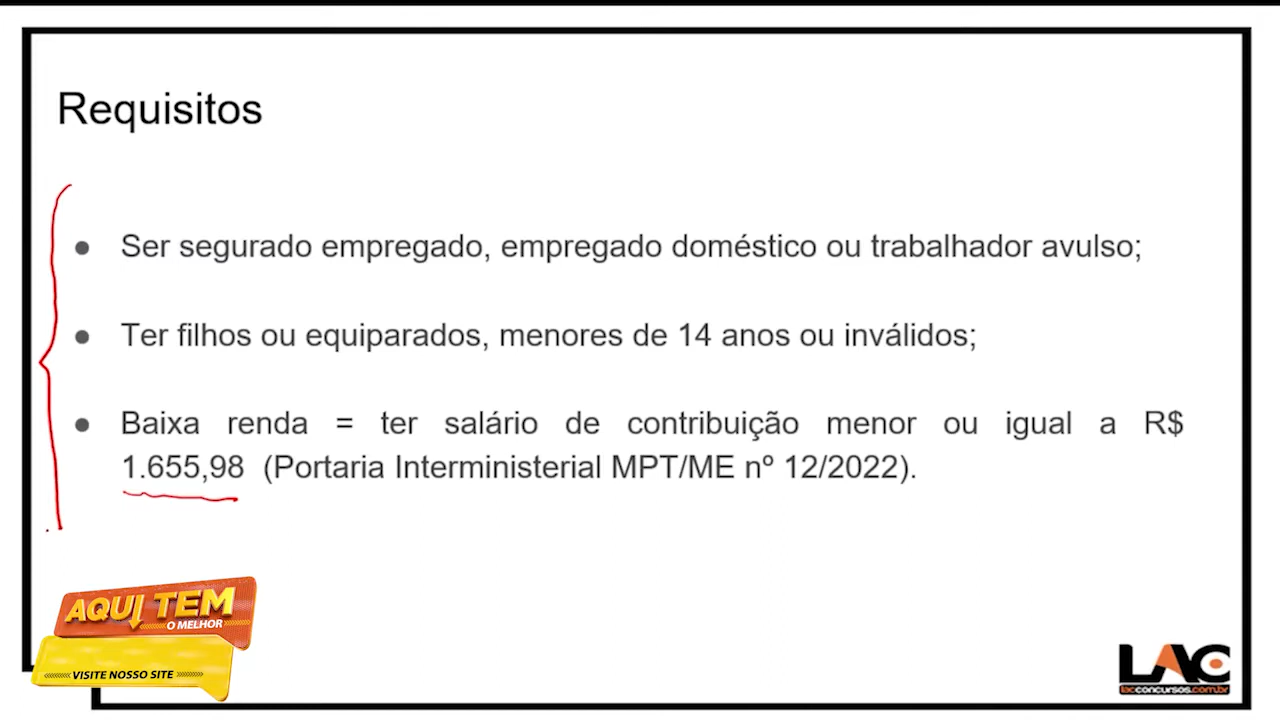 Requisitos
● Ser segurado empregado, empregado doméstico ou trabalhador avulso;
● Ter filhos ou equiparados, menores de 14 anos ou inválidos;
● Baixa renda = ter salário de contribuição menor ou igual a R$
1.655,98 (Portaria Interministerial MPT/ME nº 12/2022).
AQUI TEM
O MELHOR
VISITE NOSSO SITE
LAC
lacconcursos.com.br